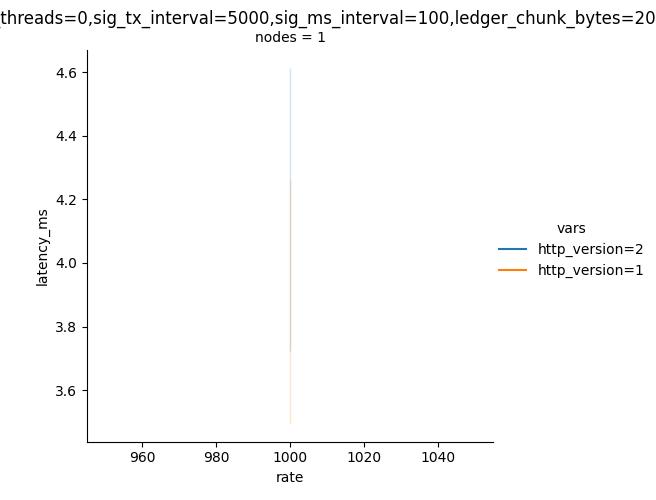 threads=0,sig_tx_interval=5000,sig_ms_interval=100,ledger_chunk_bytes=20
nodes = 1
4.6
4.4
4.2
4.0
3.8
3.6
latency_ms
960
980
1000
1020
1040
rate
vars
http_version=2
http_version=1